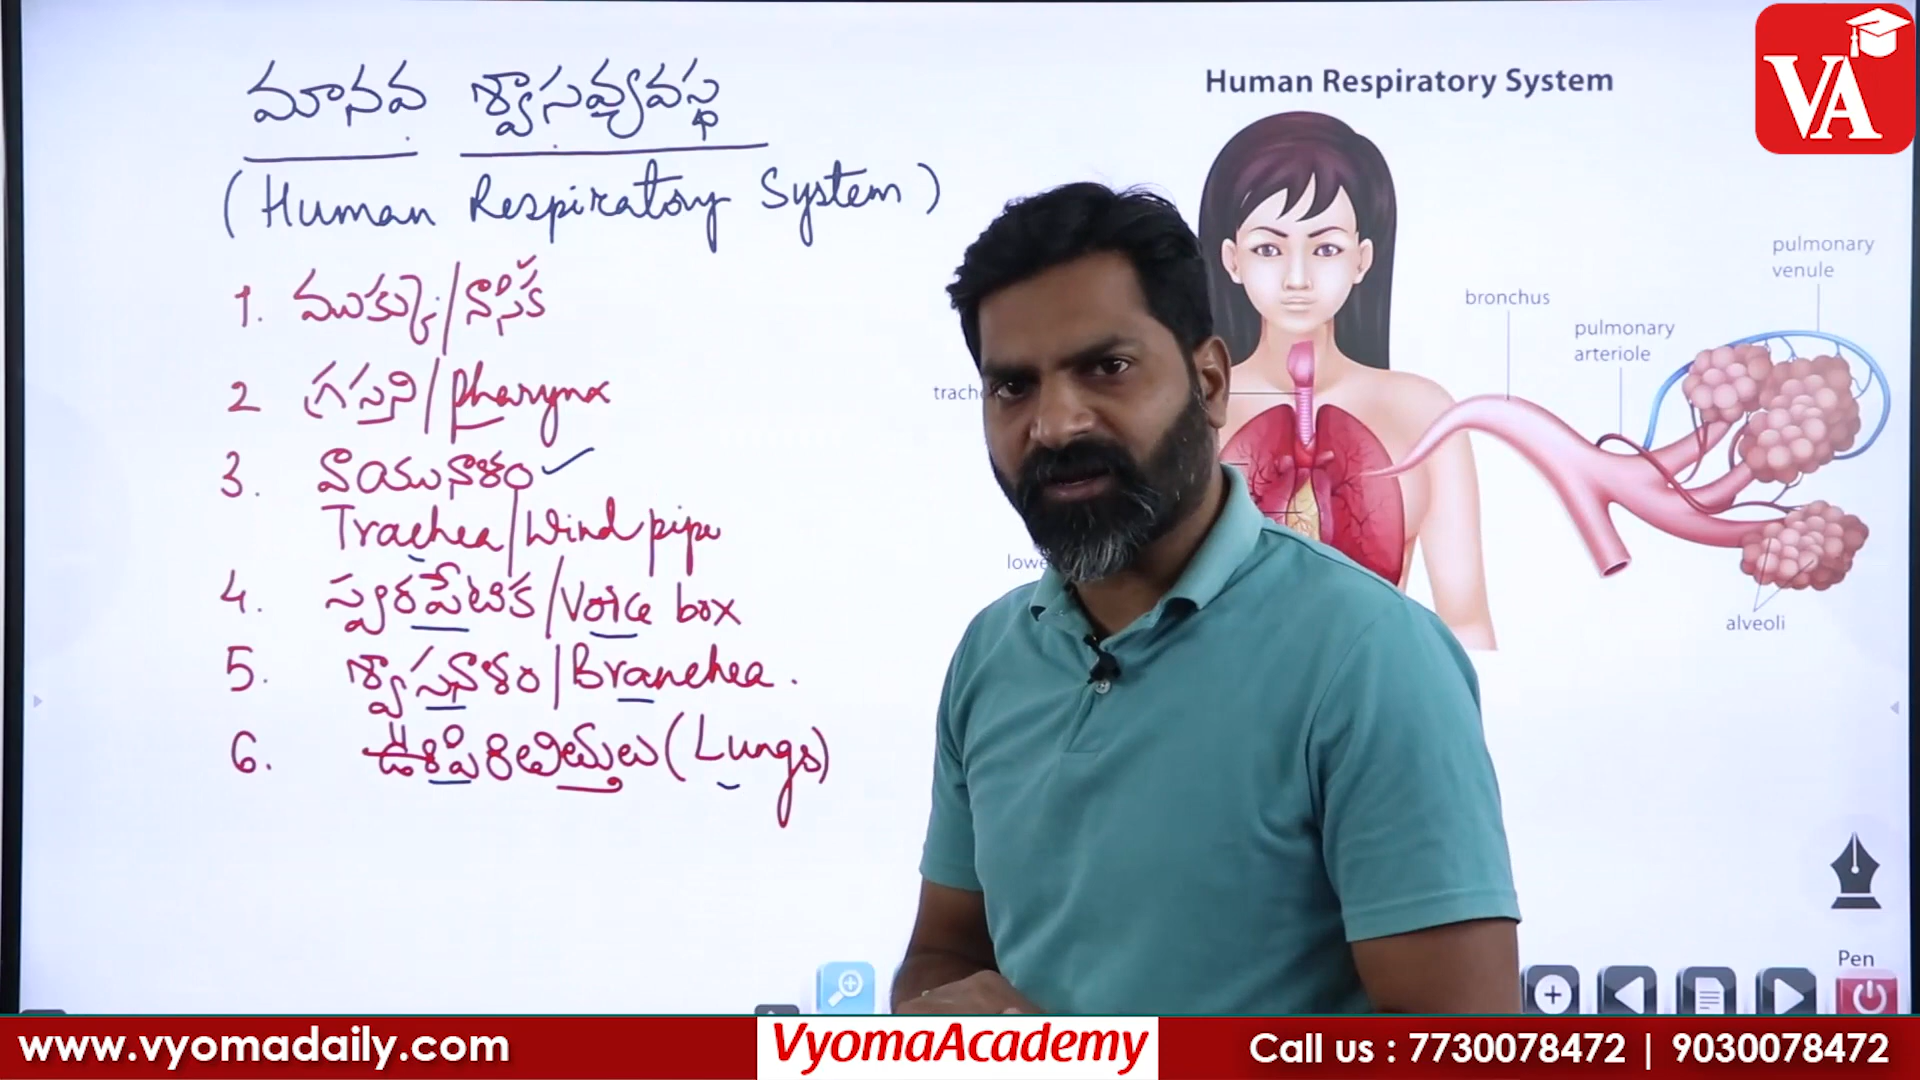 మానవ శ్వాసవ్యవస్థ
(Human Respiratory System)
1. ముక్కు/నాసిక
2 గ్రసని/pharynx
3. వాయునాళం
Trachea/Wind pipe
4. స్వరపేటిక/Voice box
5. శ్వాసనాళం/Branchea.
6. ఊపిరితిత్తులు (Lungs)
Human Respiratory System
VA
pulmonary
venule
bronchus
pulmonary
arteriole
alveoli
Pen
www.vyomadaily.com
VyomaAcademy
Call us : 7730078472 | 9030078472